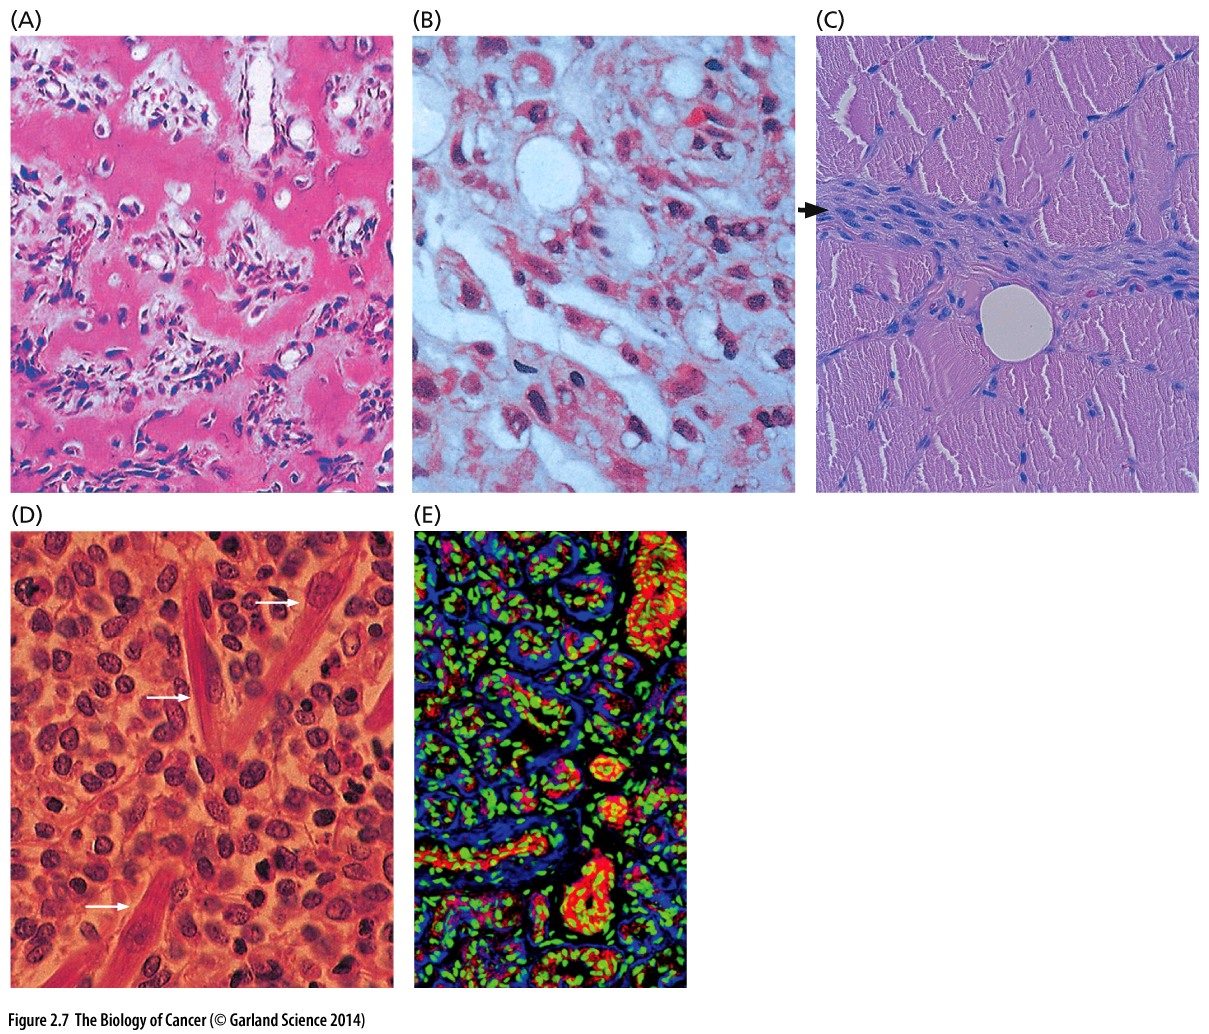 (A)
(B)
(C)
(D)
(E)
Figure 2.7 The Biology of Cancer (© Garland Science 2014)